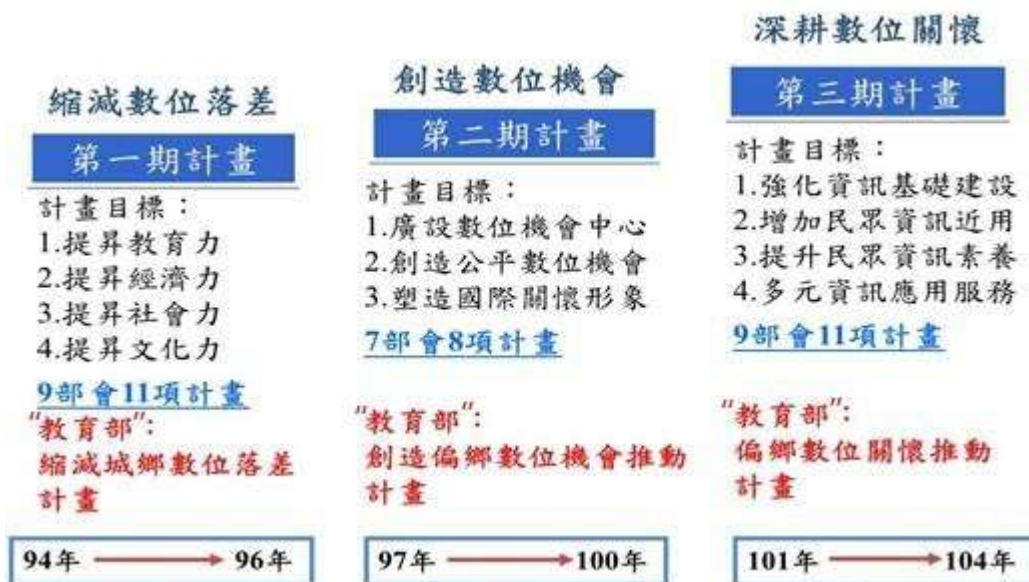 縮減數位落差
第一期計畫
計畫目標：
1.提昇教育力
2.提昇經濟力
3.提昇社會力
4.提昇文化力
9部會11項計畫
"教育部"：
縮減城鄉數位落差
計畫
94年 96年
創造數位機會
第二期計畫
計畫目標：
1.廣設數位機會中心
2.創造公平數位機會
3.塑造國際關懷形象
7部會8項計畫
"教育部"：
創造偏鄉數位機會推動
計畫
97年 100年
深耕數位關懷
第三期計畫
計畫目標：
1.強化資訊基礎建設
2.增加民眾資訊近用
3.提升民眾資訊素養
4.多元資訊應用服務
9部會11項計畫
"教育部"：
偏鄉數位關懷推動
計畫
101年 104年